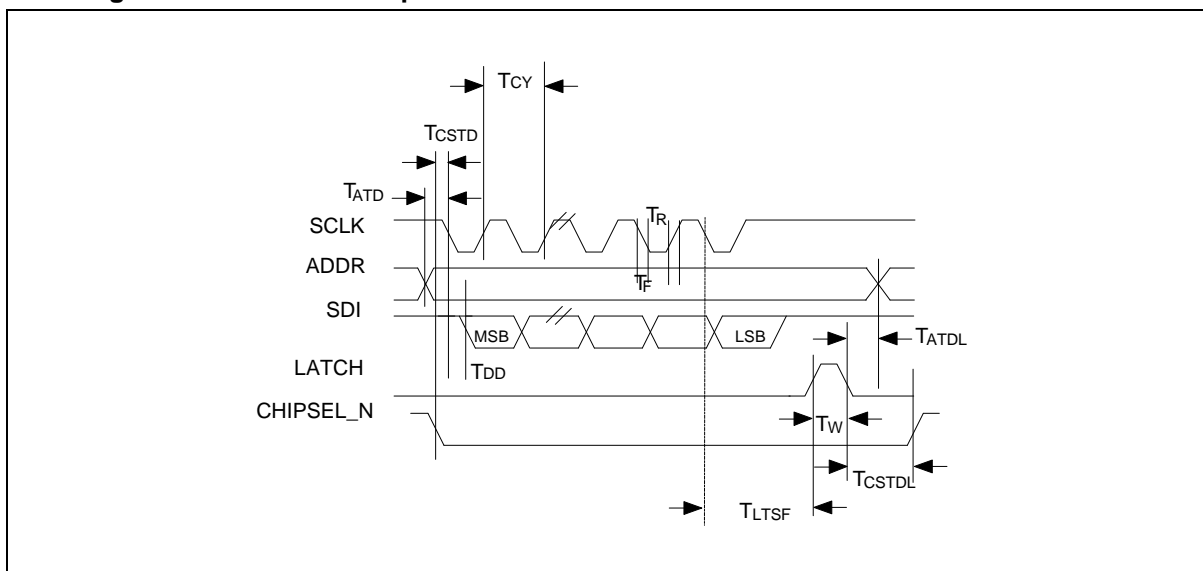 TCY
TCSTD
TATD
SCLK
TR
ADDR
TF
SDI
MSB
LSB
TATDL
LATCH
TDD
CHIPSEL_N
TW
TCSTDL
TLTSF